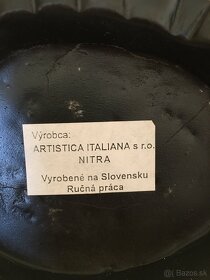 Výrobca:
ARTISTICA ITALIANA s r.o.
NITRA
Vyrobené na Slovensku
Ručná práca
Bazos.sk